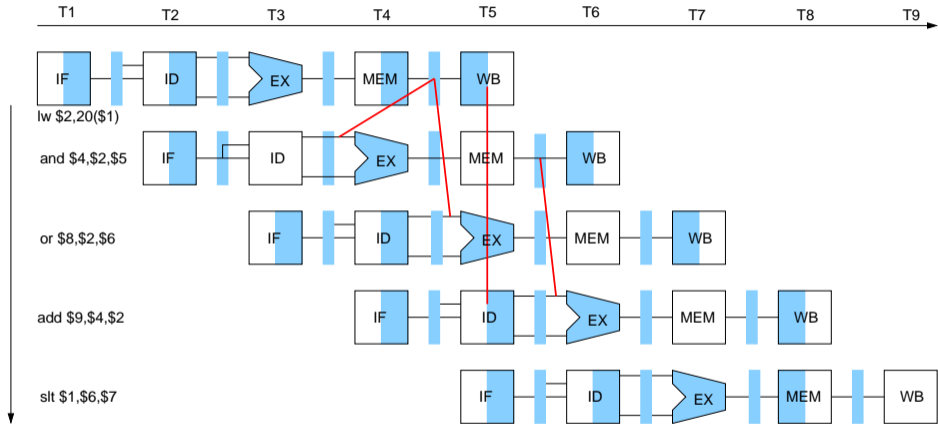 T1 T2 T3 T4 T5 T6 T7 T8 T9
IF ID EX MEM WB
lw $2,20($1)
and $4,$2,$5 IF ID EX MEM WB
or $8,$2,$6 IF ID EX MEM WB
add $9,$4,$2 IF ID EX MEM WB
slt $1,$6,$7 IF ID EX MEM WB